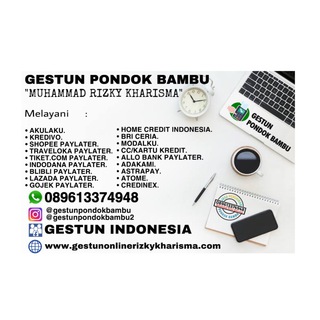 GESTUN PONDOK BAMBU
"MUHAMMAD RIZKY KHARISMA"
Melayani :
• AKULAKU.
• KREDIVO.
• SHOPEE PAYLATER.
• TRAVELOKA PAYLATER.
• TIKET.COM PAYLATER.
• INDODANA PAYLATER.
• BLIBLI PAYLATER.
• LAZADA PAYLATER.
• GOJEK PAYLATER.
• HOME CREDIT INDONESIA.
• BRI CERIA.
• MODALKU.
• CC/KARTU KREDIT.
• ALLO BANK PAYLATER.
• ADAKAMI.
• ASTRAPAY.
• ATOME.
• CREDINEX.
089613374948
@gestunpondokbambu
@gestunpondokbambu2
GESTUN INDONESIA
www.gestunonlinerizkykharisma.com
GESTUN
PONDOK BAMBU